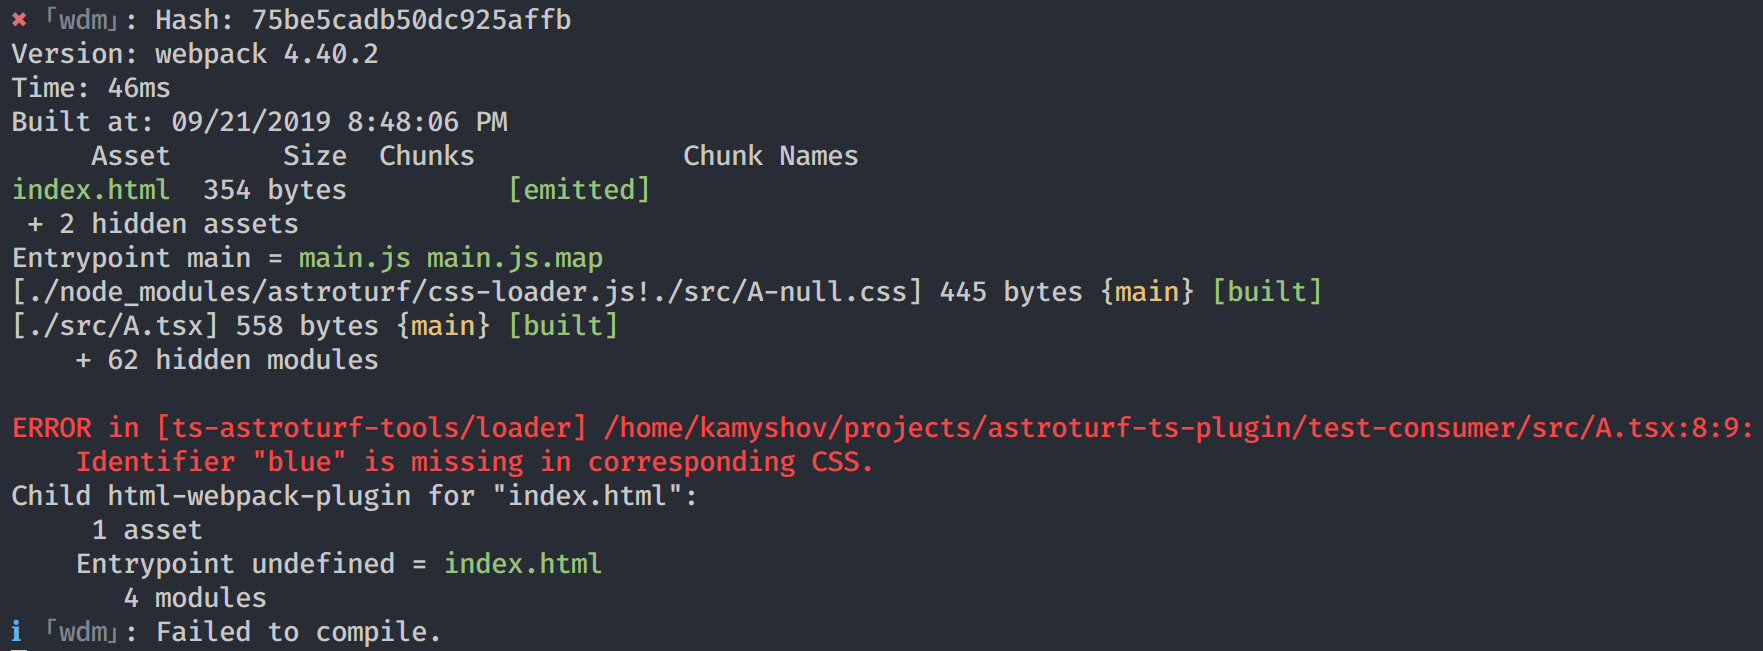 ✖ ｢wdm｣: Hash: 75be5cadb50dc925affb
Version: webpack 4.40.2
Time: 46ms
Built at: 09/21/2019 8:48:06 PM
     Asset       Size  Chunks             Chunk Names
index.html  354 bytes          [emitted]
 + 2 hidden assets
Entrypoint main = main.js main.js.map
[./node_modules/astroturf/css-loader.js!./src/A-null.css] 445 bytes {main} [built]
[./src/A.tsx] 558 bytes {main} [built]
    + 62 hidden modules
ERROR in [ts-astroturf-tools/loader] /home/kamyshov/projects/astroturf-ts-plugin/test-consumer/src/A.tsx:8:9:
    Identifier "blue" is missing in corresponding CSS.
Child html-webpack-plugin for "index.html":
     1 asset
    Entrypoint undefined = index.html
       4 modules
ℹ ｢wdm｣: Failed to compile.